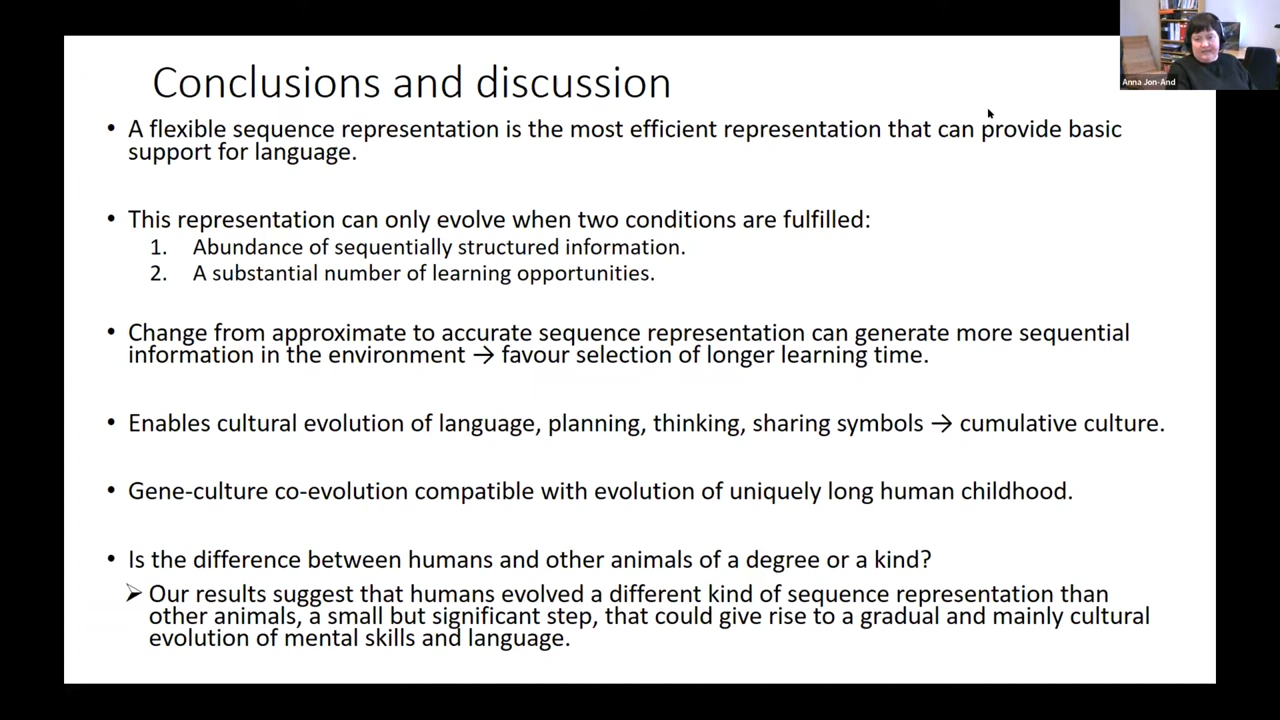 Anna Jon-And
Conclusions and discussion
• A flexible sequence representation is the most efficient representation that can provide basic
support for language.
• This representation can only evolve when two conditions are fulfilled:
1. Abundance of sequentially structured information.
2. A substantial number of learning opportunities.
• Change from approximate to accurate sequence representation can generate more sequential
information in the environment → favour selection of longer learning time.
• Enables cultural evolution of language, planning, thinking, sharing symbols → cumulative culture.
• Gene-culture co-evolution compatible with evolution of uniquely long human childhood.
• Is the difference between humans and other animals of a degree or a kind?
➢ Our results suggest that humans evolved a different kind of sequence representation than
other animals, a small but significant step, that could give rise to a gradual and mainly cultural
evolution of mental skills and language.